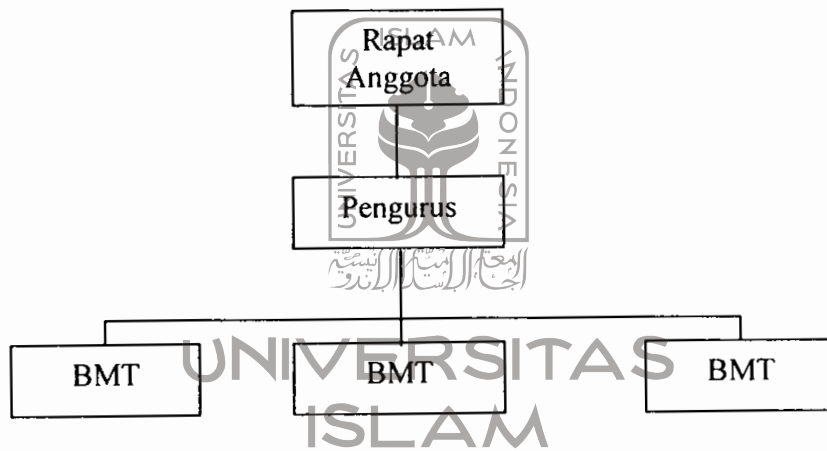 Rapat
Anggota
Pengurus
BMT
BMT
BMT
ISLAM
UNIVERSITAS
INDONESIA
UNIVERSITAS
ISLAM